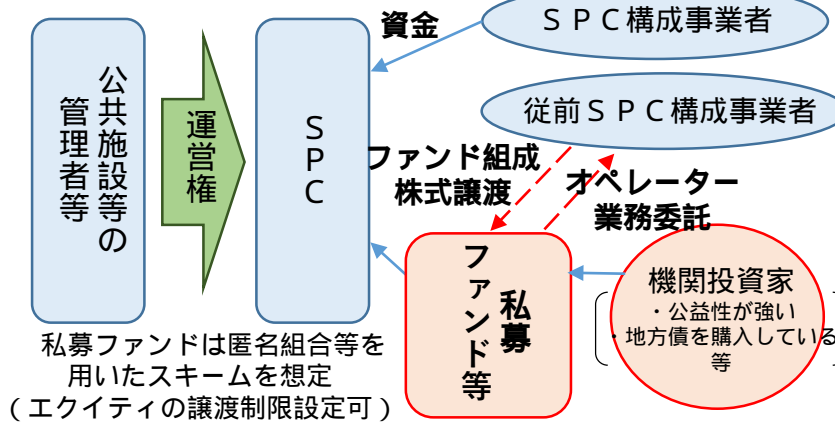 公共施設等の
管理者等
運営権
ＳＰＣ
資金
ＳＰＣ構成事業者
従前ＳＰＣ構成事業者
ファンド組成
株式譲渡
オペレーター
業務委託
私募
ファンド等
機関投資家
・公益性が強い
・地方債を購入している
等
私募ファンドは匿名組合等を
用いたスキームを想定
（エクイティの譲渡制限設定可）